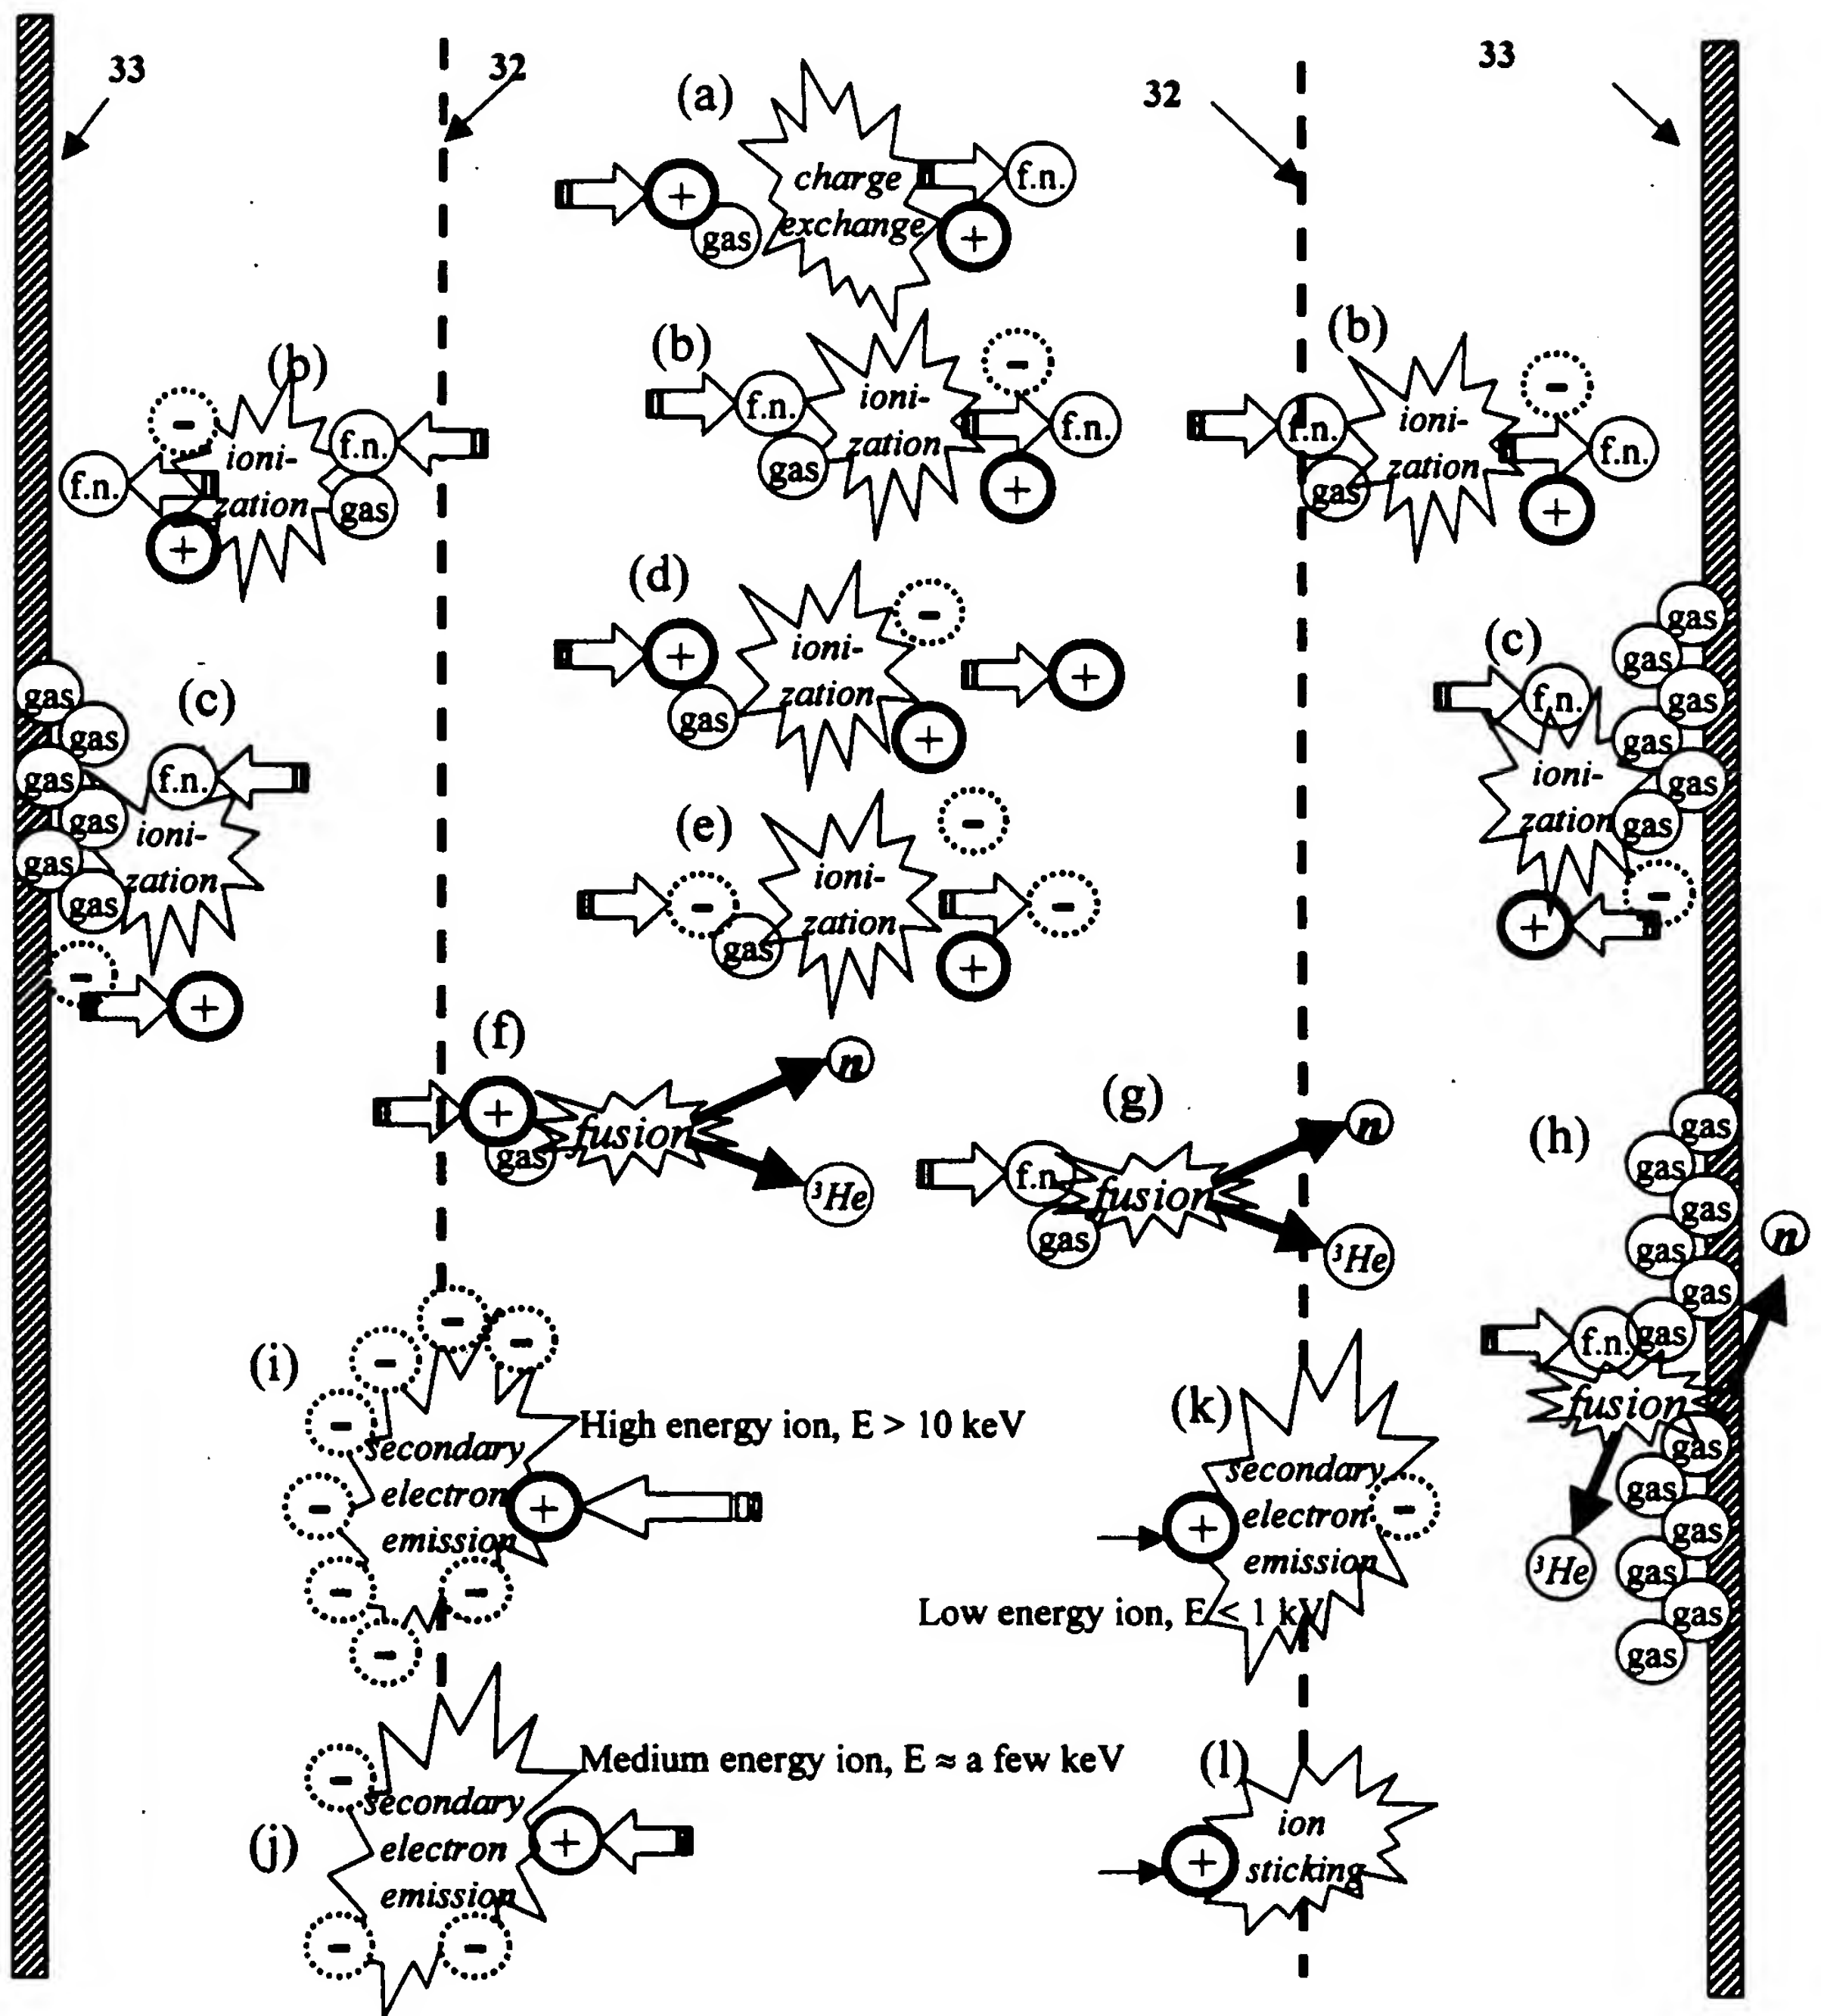 33
32
(a)
32
33
charge
exchange
+
gas
f.n.
+
(b)
-
ioni-
zation
f.n.
f.n.
gas
+
(b)
f.n.
gas
ioni-
zation
-
f.n.
+
(b)
f.n.
gas
ioni-
zation
-
f.n.
+
(d)
+
gas
ioni-
zation
-
+
+
(c)
gas
gas
gas
gas
gas
gas
f.n.
ioni-
zation
-
+
(c)
f.n.
gas
gas
gas
gas
gas
gas
ioni-
zation
-
+
(e)
-
gas
ioni-
zation
-
-
+
(f)
+
gas
fusion
n
³He
(g)
f.n.
gas
fusion
n
³He
(h)
gas
gas
gas
gas
gas
gas
f.n.
fusion
n
³He
gas
gas
gas
gas
gas
gas
(i)
-
-
-
-
-
-
-
-
secondary
electron
emission
+
High energy ion, E > 10 keV
(k)
+
secondary
electron
emission
-
Low energy ion, E < 1 kV
(j)
-
secondary
electron
emission
-
-
+
Medium energy ion, E ≈ a few keV
(l)
+
ion
sticking